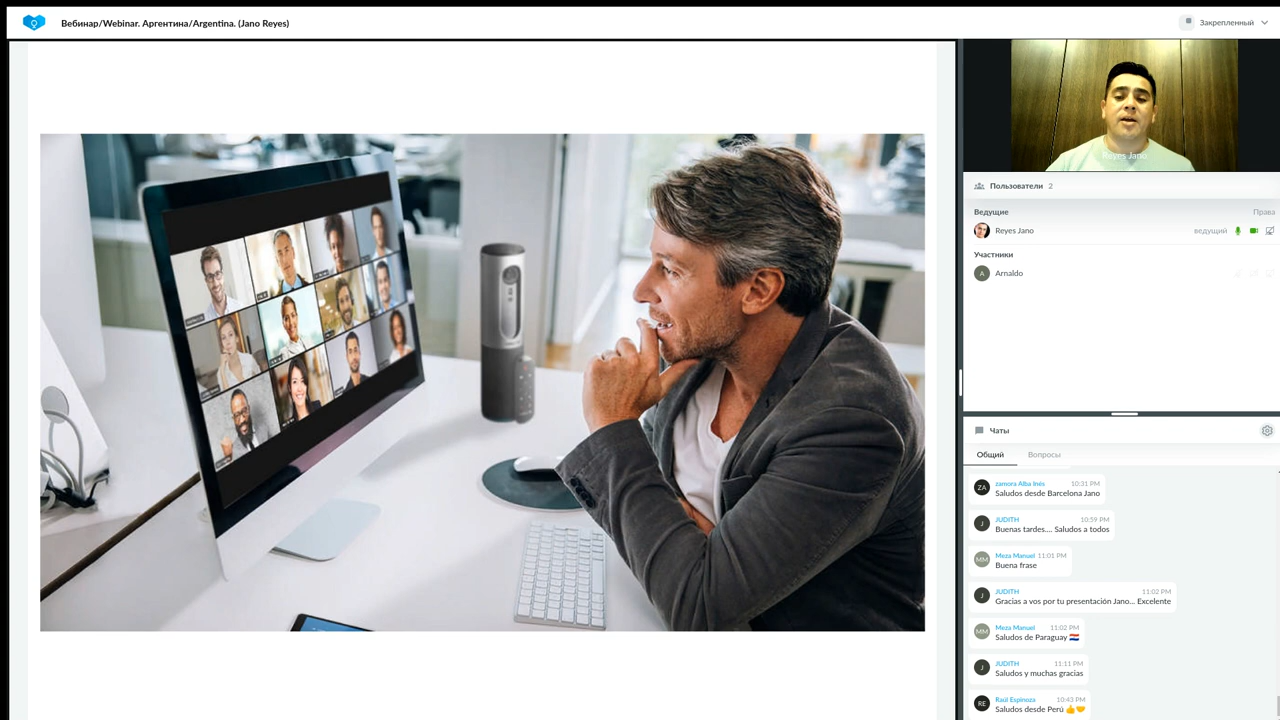 Вебинар/Webinar. Аргентина/Argentina. (Jano Reyes)
Закрепленный
Reyes Jano
Пользователи 2
Ведущие Права
Reyes Jano ведущий
Участники
A Arnaldo
Чаты
Общий Вопросы
ZA zamora Alba Inés 10:31 PM
Saludos desde Barcelona Jano
J JUDITH 10:59 PM
Buenas tardes.... Saludos a todos
MM Meza Manuel 11:01 PM
Buena frase
J JUDITH 11:02 PM
Gracias a vos por tu presentación Jano... Excelente
MM Meza Manuel 11:02 PM
Saludos de Paraguay 🇵🇾
J JUDITH 11:11 PM
Saludos y muchas gracias
RE Raúl Espinoza 10:43 PM
Saludos desde Perú 👍🤝